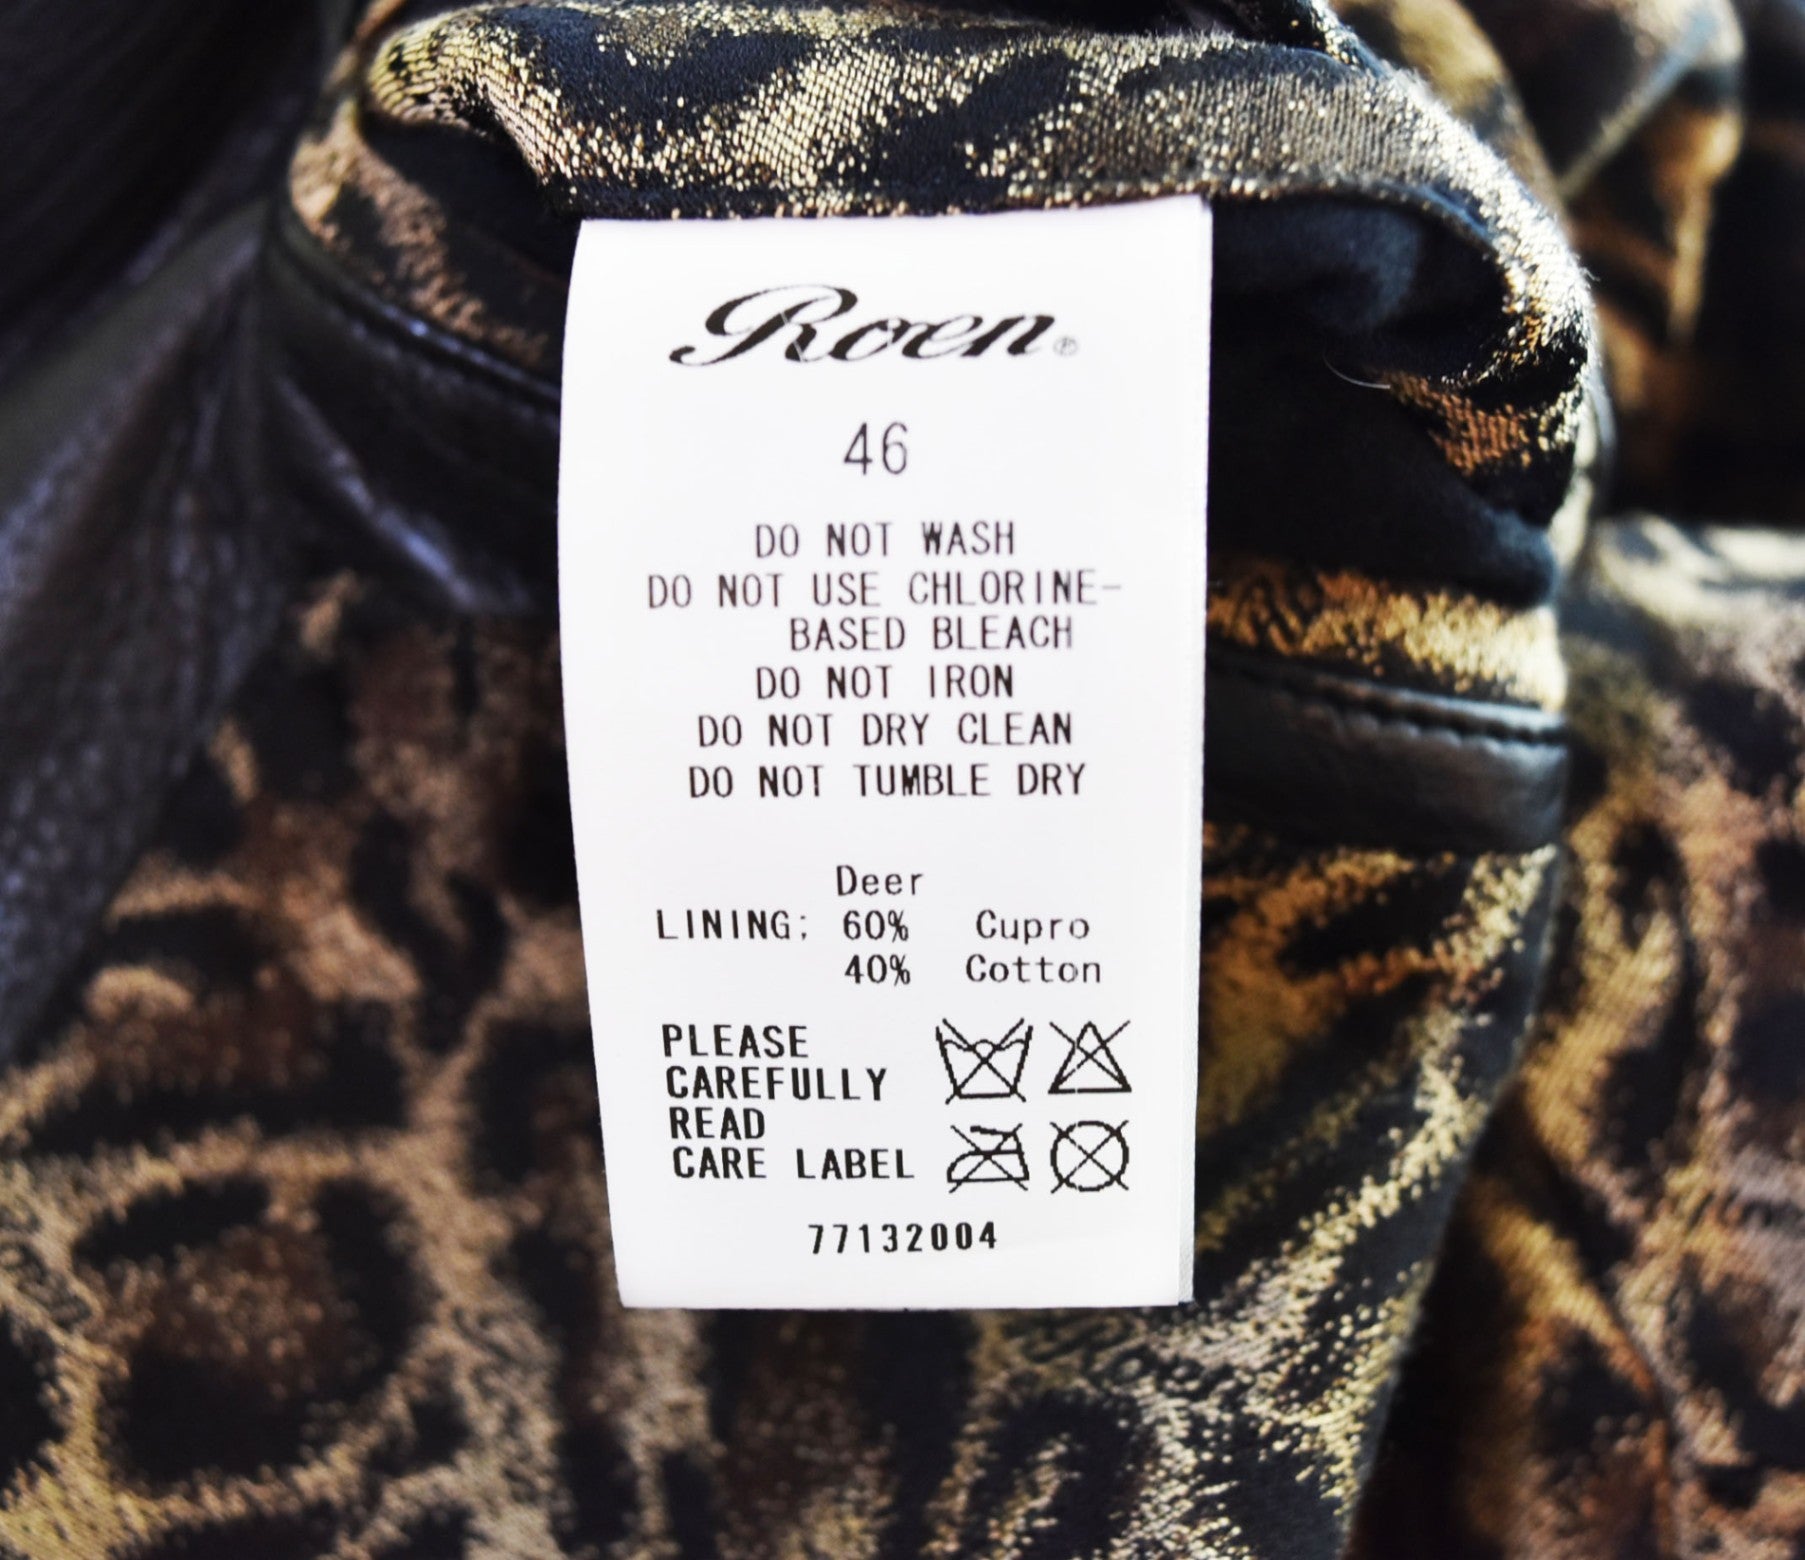 Roen®
46
DO NOT WASH
DO NOT USE CHLORINE-
BASED BLEACH
DO NOT IRON
DO NOT DRY CLEAN
DO NOT TUMBLE DRY
Deer
LINING; 60% Cupro
40% Cotton
PLEASE
CAREFULLY
READ
CARE LABEL
77132004